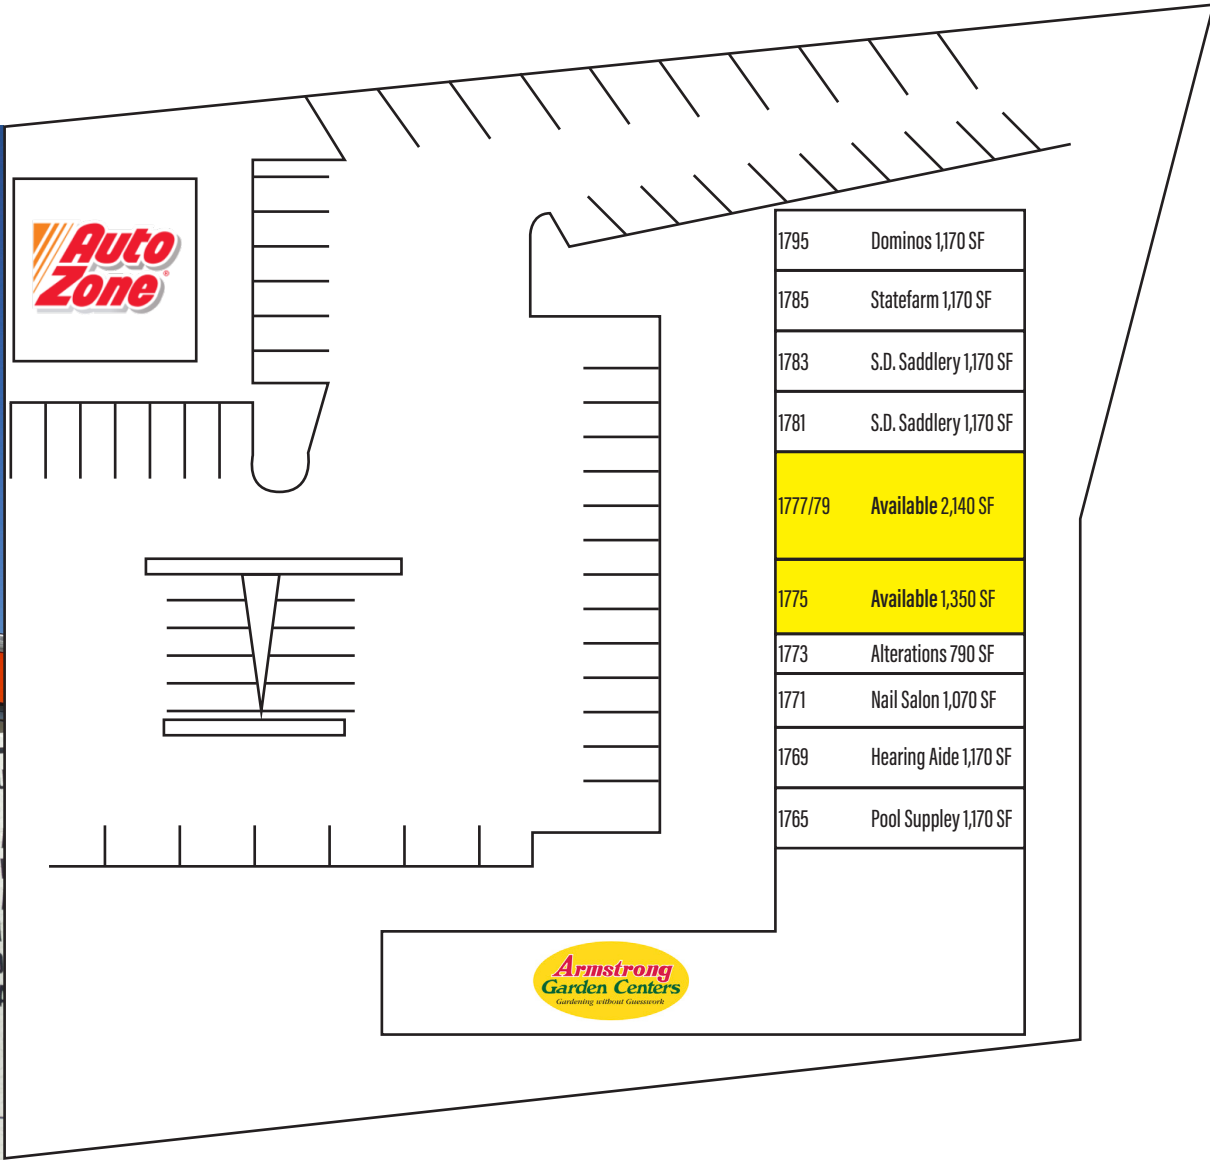 Auto
Zone®
1795 Dominos 1,170 SF
1785 Statefarm 1,170 SF
1783 S.D. Saddlery 1,170 SF
1781 S.D. Saddlery 1,170 SF
1777/79 Available 2,140 SF
1775 Available 1,350 SF
1773 Alterations 790 SF
1771 Nail Salon 1,070 SF
1769 Hearing Aide 1,170 SF
1765 Pool Suppley 1,170 SF
Armstrong
Garden Centers
Gardening without Guesswork